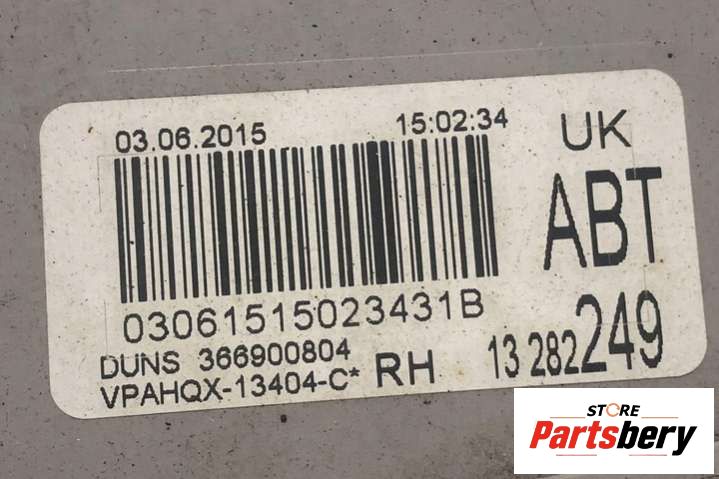 03.06.2015 15:02:34 UK
ABT
03061515023431B
DUNS 366900804
VPAHQX-13404-C* RH 13 282 249
STORE
Partsbery